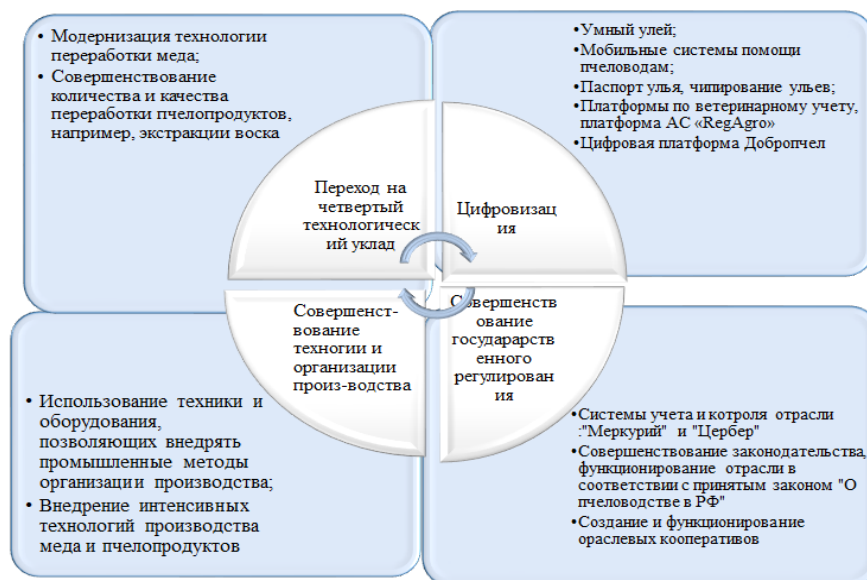 • Модернизация технологии
переработки меда;
• Совершенствование
количества и качества
переработки пчелопродуктов,
например, экстракции воска
•Умный улей;
•Мобильные системы помощи
пчеловодам;
•Паспорт улья, чипирование ульев;
•Платформы по ветеринарному учету,
платформа АС «RegAgro»
•Цифровая платформа Добропчел
Переход на
четвертый
технологичес
кий уклад
Цифровизац
ия
Совершенст-
вование
техногии и
организации
произ-водства
Совершенств
ование
государарств
енного
регулирован
ия
• Использование техники и
оборудования,
позволяющих внедрять
промышленные методы
организации производства;
• Внедрение интенсивных
технологий производства
меда и пчелопродуктов
•Системы учета и котроля отрасли
:"Меркурий" и "Цербер"
•Совершенствование законодательства,
функционирование отрасли в
соответствии с принятым законом "О
пчеловодстве в РФ"
•Создание и функционирование
ораслевых кооперативов